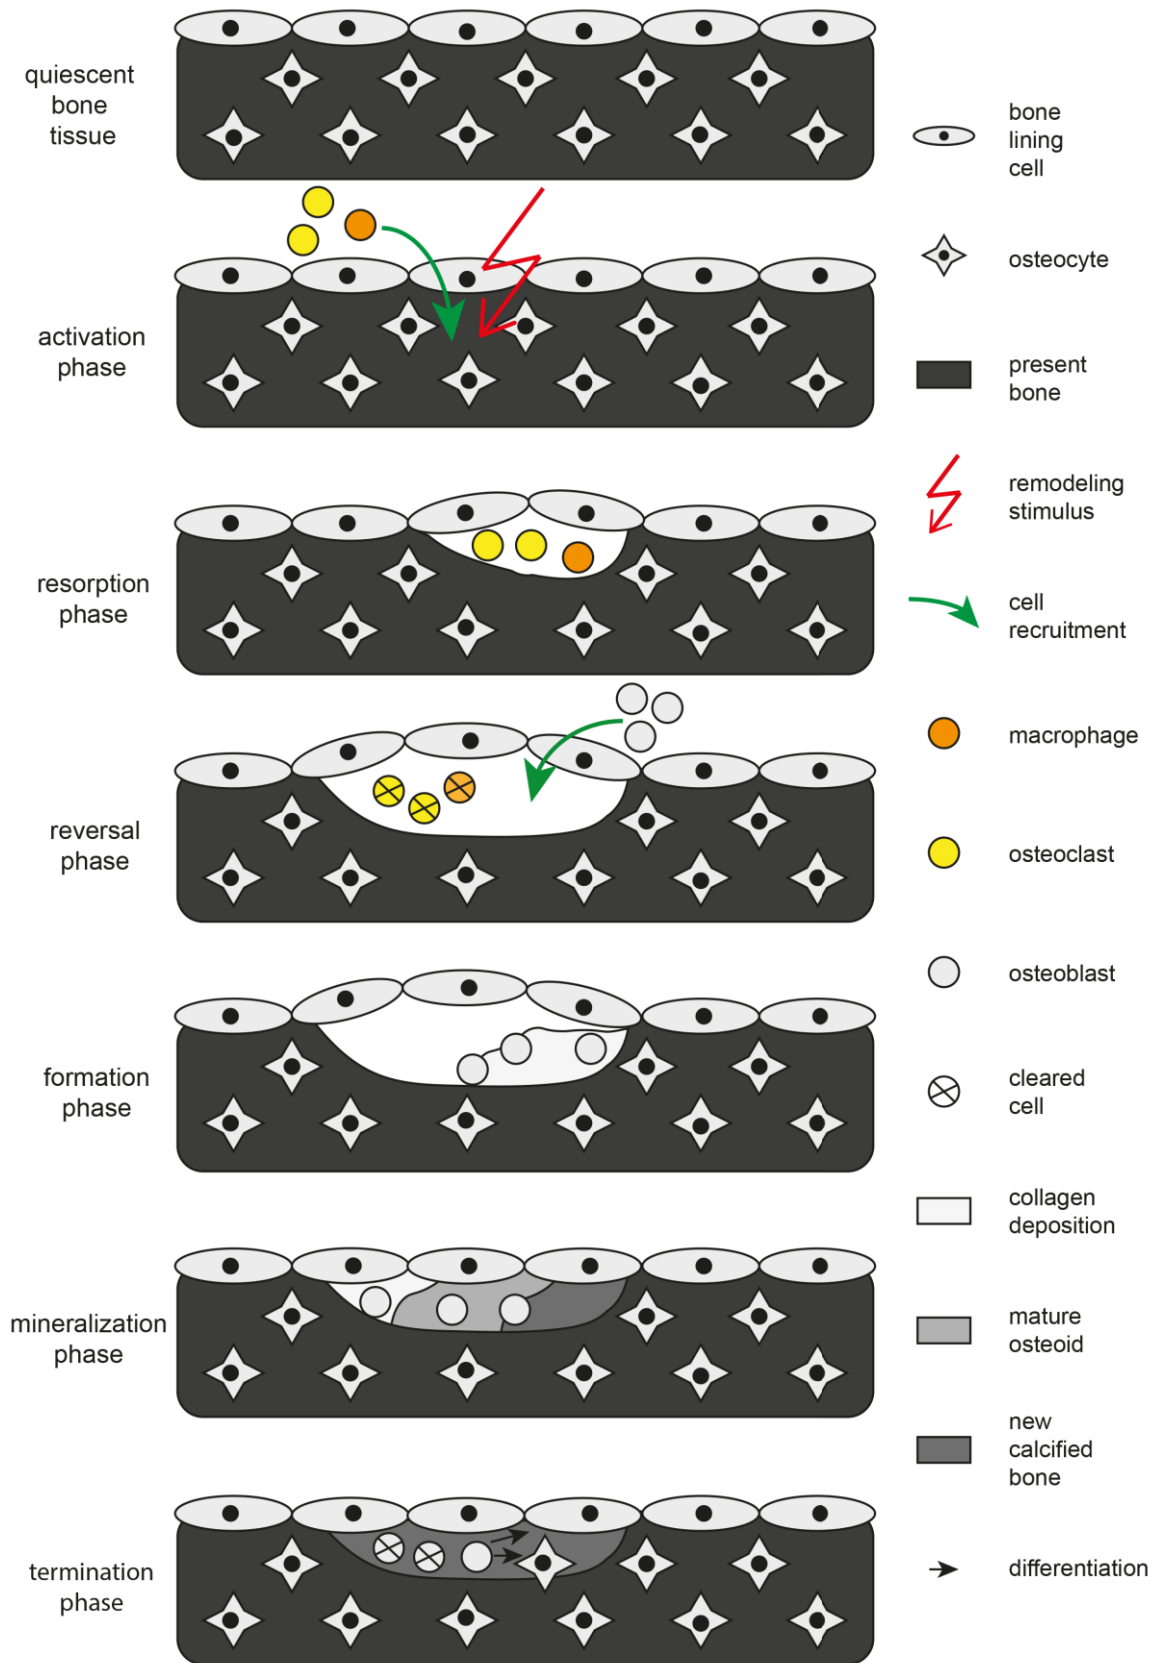 quiescent
bone
tissue
activation
phase
resorption
phase
reversal
phase
formation
phase
mineralization
phase
termination
phase
bone
lining
cell
osteocyte
present
bone
remodeling
stimulus
cell
recruitment
macrophage
osteoclast
osteoblast
cleared
cell
collagen
deposition
mature
osteoid
new
calcified
bone
differentiation